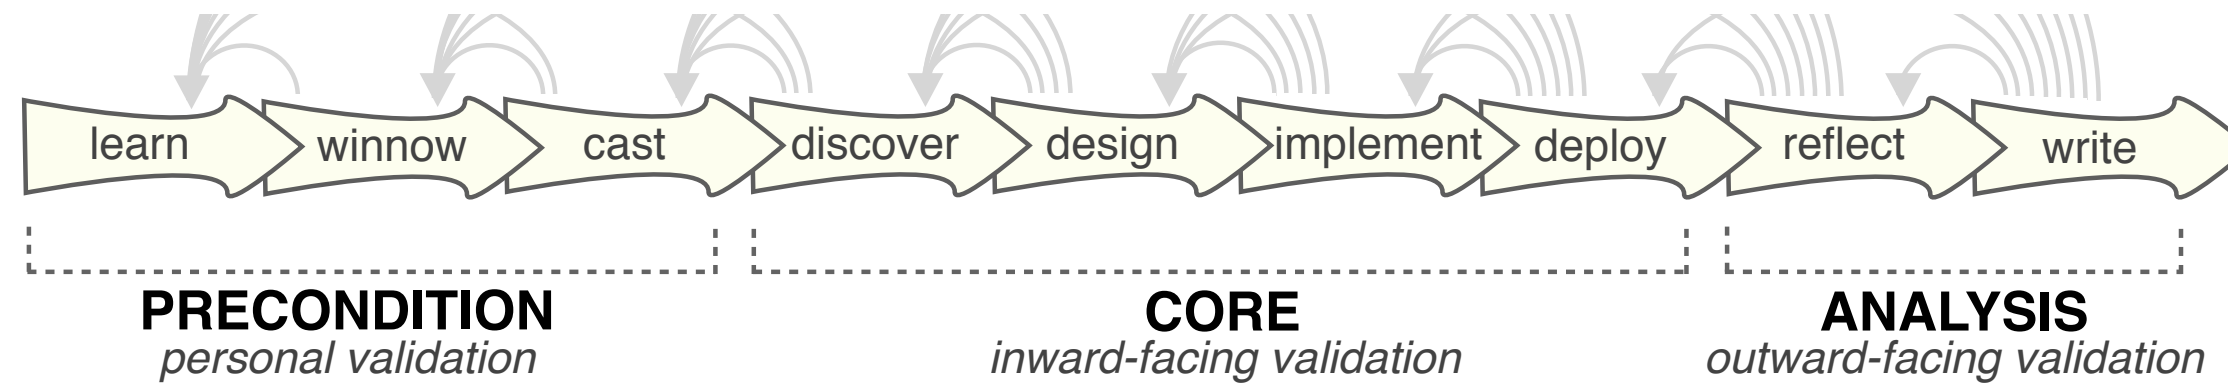 learn winnow cast discover design implement deploy reflect write
PRECONDITION CORE ANALYSIS
personal validation inward-facing validation outward-facing validation